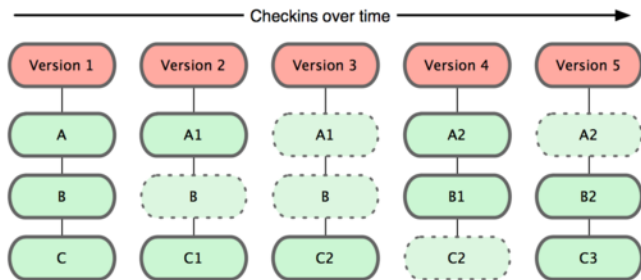 Checkins over time
Version 1 Version 2 Version 3 Version 4 Version 5
A A1 A1 A2 A2
B B B B1 B2
C C1 C2 C2 C3